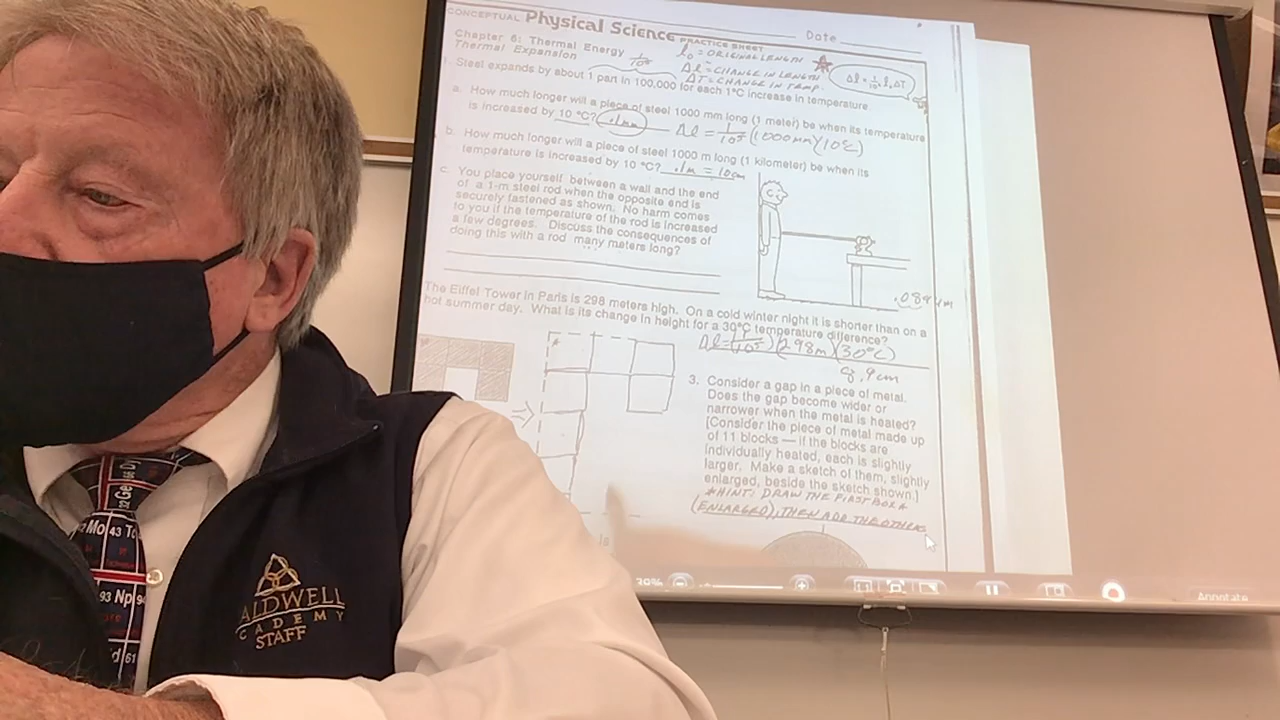 CONCEPTUAL Physical Science PRACTICE SHEET
Date
Chapter 6: Thermal Energy
Thermal Expansion
l₀ = ORIGINAL LENGTH
Δl = CHANGE IN LENGTH
ΔT = CHANGE IN TEMP.
Δl = 1/10⁵ l₀ ΔT
1/10⁵
Steel expands by about 1 part in 100,000 for each 1°C increase in temperature
a. How much longer will a piece of steel 1000 mm long (1 meter) be when its temperature
is increased by 10 °C? .1mm Δl = 1/10⁵ (1000mm)(10°C)
b. How much longer will a piece of steel 1000 m long (1 kilometer) be when its
temperature is increased by 10 °C? .1m = 10cm
c. You place yourself between a wall and the end
of a 1-m steel rod when the opposite end is
securely fastened as shown. No harm comes
to you if the temperature of the rod is increased
a few degrees. Discuss the consequences of
doing this with a rod many meters long?
The Eiffel Tower in Paris is 298 meters high. On a cold winter night it is shorter than on a
hot summer day. What is its change in height for a 30°C temperature difference?
Δl = (1/10⁵)(298m)(30°C)
8.9cm
3. Consider a gap in a piece of metal.
Does the gap become wider or
narrower when the metal is heated?
[Consider the piece of metal made up
of 11 blocks — if the blocks are
individually heated, each is slightly
larger. Make a sketch of them, slightly
enlarged, beside the sketch shown.]
*HINT: DRAW THE FIRST BOX *
(ENLARGED), THEN ADD THE OTHERS
Annotate
Mo 43 Tc
93 Np 94
61
ALDWELL
CADEMY
STAFF